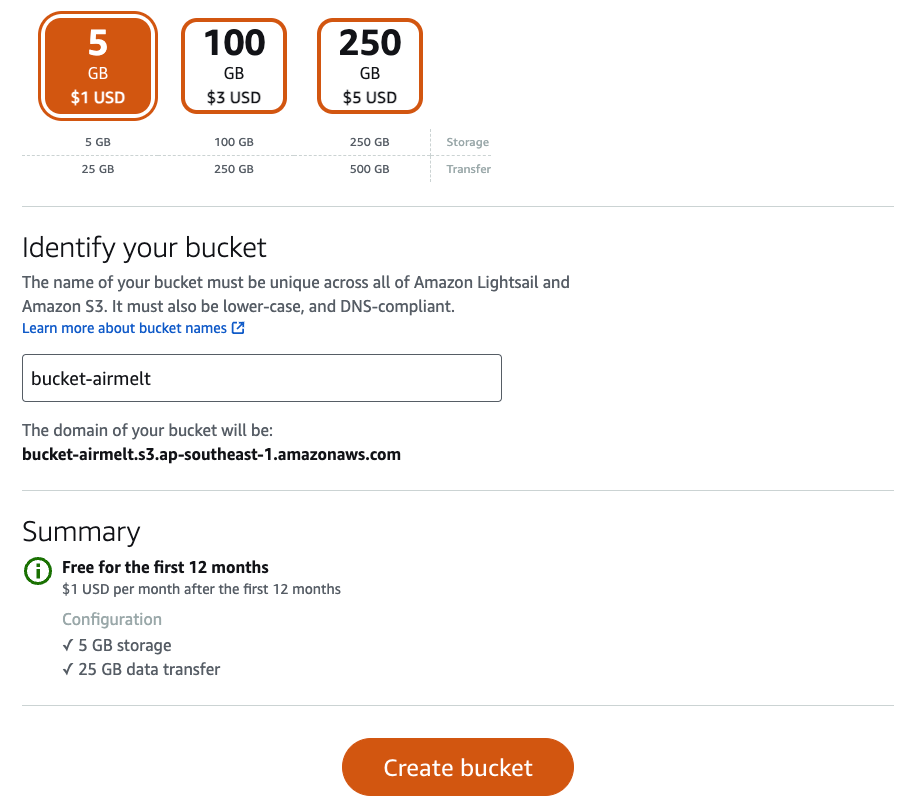 5
GB
$1 USD
100
GB
$3 USD
250
GB
$5 USD
5 GB 100 GB 250 GB Storage
25 GB 250 GB 500 GB Transfer
Identify your bucket
The name of your bucket must be unique across all of Amazon Lightsail and
Amazon S3. It must also be lower-case, and DNS-compliant.
Learn more about bucket names
bucket-airmelt
The domain of your bucket will be:
bucket-airmelt.s3.ap-southeast-1.amazonaws.com
Summary
Free for the first 12 months
$1 USD per month after the first 12 months
Configuration
✓ 5 GB storage
✓ 25 GB data transfer
Create bucket